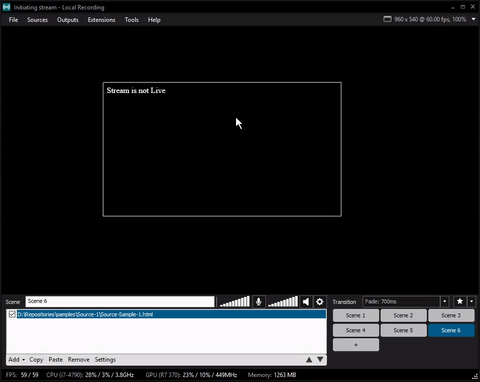 Initiating stream - Local Recording
File Sources Outputs Extensions Tools Help 960 x 540 @ 60.00 fps, 100%
Stream is not Live
Scene Scene 6 Transition Fade: 700ms
D:\Repositories\samples\Source-1\Source-Sample-1.html
Scene 1 Scene 2 Scene 3
Scene 4 Scene 5 Scene 6
+
Add Copy Paste Remove Settings
FPS: 59 / 59 CPU (i7-4790): 28% / 3% / 3.8GHz GPU (R7 370): 23% / 10% / 449MHz Memory: 1263 MB